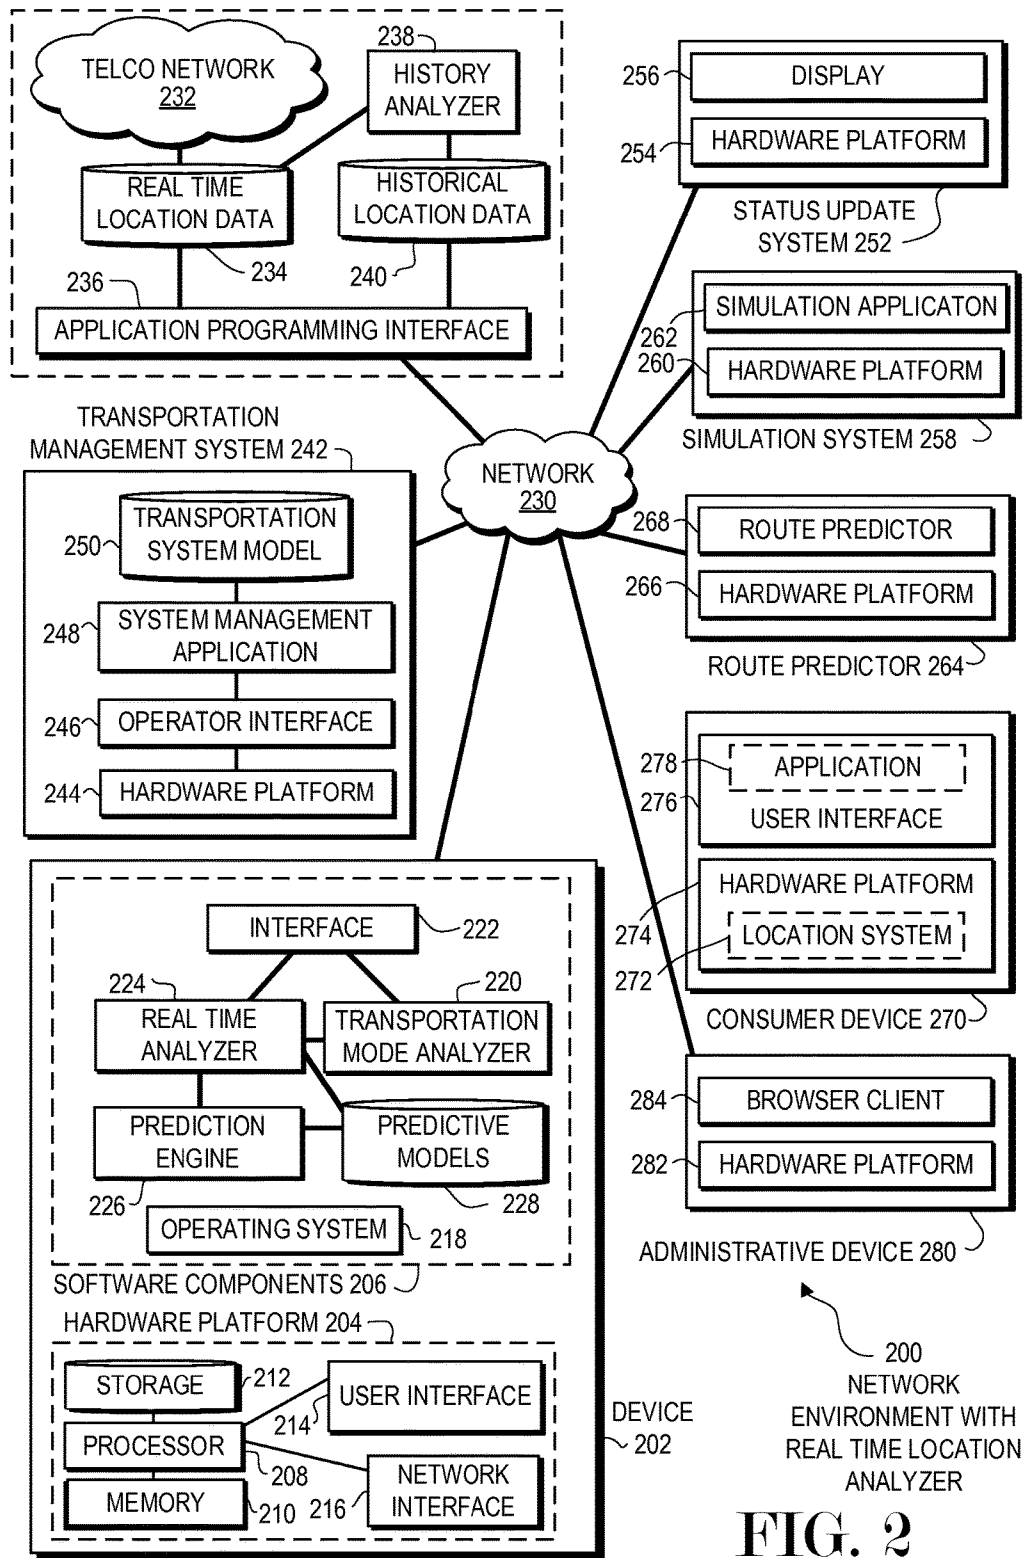 TELCO NETWORK
232
238
HISTORY
ANALYZER
REAL TIME
LOCATION DATA
234
HISTORICAL
LOCATION DATA
240
236
APPLICATION PROGRAMMING INTERFACE
256
DISPLAY
254
HARDWARE PLATFORM
STATUS UPDATE
SYSTEM 252
262
SIMULATION APPLICATON
260
HARDWARE PLATFORM
SIMULATION SYSTEM 258
NETWORK
230
TRANSPORTATION
MANAGEMENT SYSTEM 242
250
TRANSPORTATION
SYSTEM MODEL
248
SYSTEM MANAGEMENT
APPLICATION
246
OPERATOR INTERFACE
244
HARDWARE PLATFORM
268
ROUTE PREDICTOR
266
HARDWARE PLATFORM
ROUTE PREDICTOR 264
278
APPLICATION
276
USER INTERFACE
HARDWARE PLATFORM
274
272
LOCATION SYSTEM
CONSUMER DEVICE 270
284
BROWSER CLIENT
282
HARDWARE PLATFORM
ADMINISTRATIVE DEVICE 280
INTERFACE
222
224
REAL TIME
ANALYZER
220
TRANSPORTATION
MODE ANALYZER
PREDICTION
ENGINE
226
PREDICTIVE
MODELS
228
OPERATING SYSTEM
218
SOFTWARE COMPONENTS 206
HARDWARE PLATFORM 204
STORAGE
212
PROCESSOR
208
MEMORY
210
214
USER INTERFACE
216
NETWORK
INTERFACE
DEVICE
202
200
NETWORK
ENVIRONMENT WITH
REAL TIME LOCATION
ANALYZER
FIG. 2